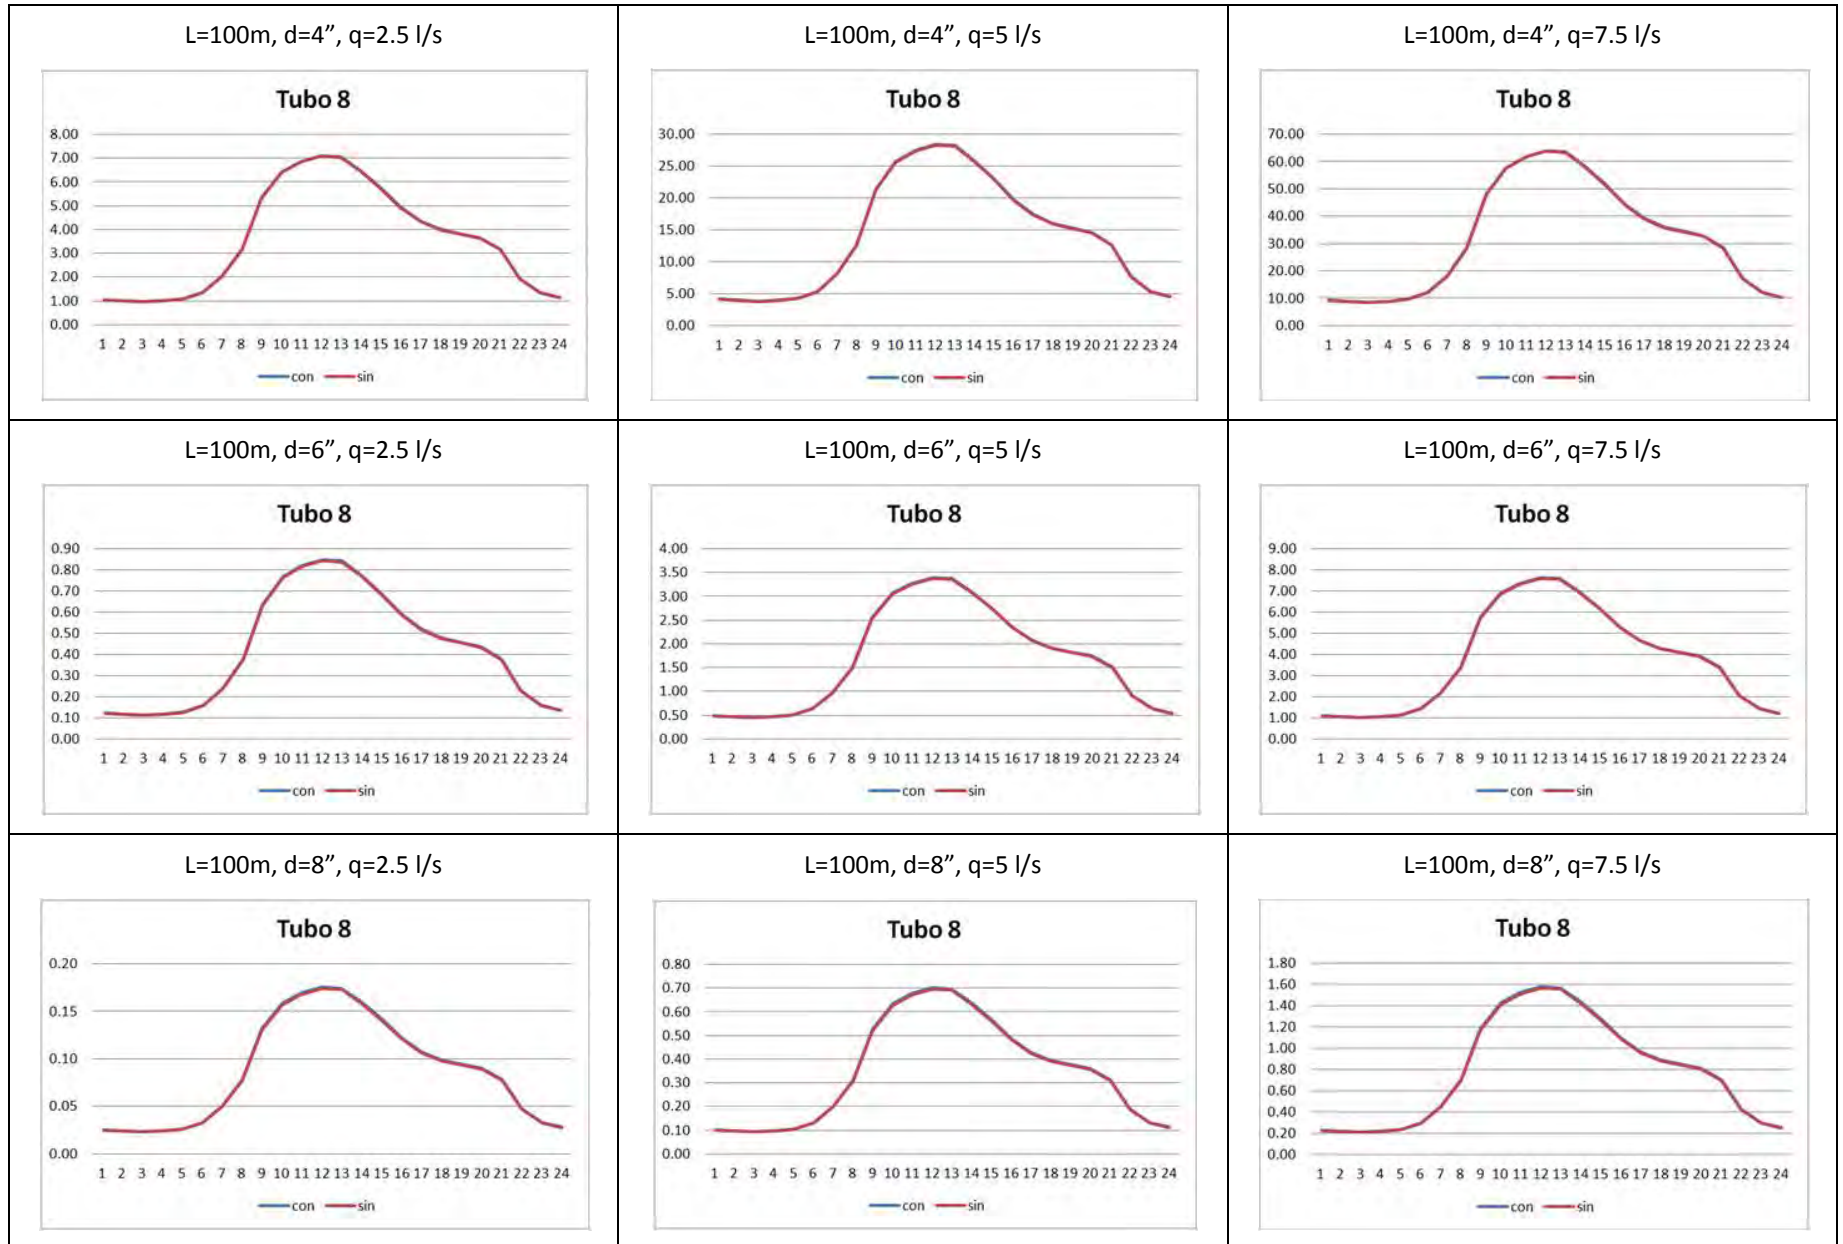 L=100m, d=4”, q=2.5 l/s
Tubo 8
8.00
7.00
6.00
5.00
4.00
3.00
2.00
1.00
0.00
1 2 3 4 5 6 7 8 9 10 11 12 13 14 15 16 17 18 19 20 21 22 23 24
con sin
L=100m, d=4”, q=5 l/s
Tubo 8
30.00
25.00
20.00
15.00
10.00
5.00
0.00
1 2 3 4 5 6 7 8 9 10 11 12 13 14 15 16 17 18 19 20 21 22 23 24
con sin
L=100m, d=4”, q=7.5 l/s
Tubo 8
70.00
60.00
50.00
40.00
30.00
20.00
10.00
0.00
1 2 3 4 5 6 7 8 9 10 11 12 13 14 15 16 17 18 19 20 21 22 23 24
con sin
L=100m, d=6”, q=2.5 l/s
Tubo 8
0.90
0.80
0.70
0.60
0.50
0.40
0.30
0.20
0.10
0.00
1 2 3 4 5 6 7 8 9 10 11 12 13 14 15 16 17 18 19 20 21 22 23 24
con sin
L=100m, d=6”, q=5 l/s
Tubo 8
4.00
3.50
3.00
2.50
2.00
1.50
1.00
0.50
0.00
1 2 3 4 5 6 7 8 9 10 11 12 13 14 15 16 17 18 19 20 21 22 23 24
con sin
L=100m, d=6”, q=7.5 l/s
Tubo 8
9.00
8.00
7.00
6.00
5.00
4.00
3.00
2.00
1.00
0.00
1 2 3 4 5 6 7 8 9 10 11 12 13 14 15 16 17 18 19 20 21 22 23 24
con sin
L=100m, d=8”, q=2.5 l/s
Tubo 8
0.20
0.15
0.10
0.05
0.00
1 2 3 4 5 6 7 8 9 10 11 12 13 14 15 16 17 18 19 20 21 22 23 24
con sin
L=100m, d=8”, q=5 l/s
Tubo 8
0.80
0.70
0.60
0.50
0.40
0.30
0.20
0.10
0.00
1 2 3 4 5 6 7 8 9 10 11 12 13 14 15 16 17 18 19 20 21 22 23 24
con sin
L=100m, d=8”, q=7.5 l/s
Tubo 8
1.80
1.60
1.40
1.20
1.00
0.80
0.60
0.40
0.20
0.00
1 2 3 4 5 6 7 8 9 10 11 12 13 14 15 16 17 18 19 20 21 22 23 24
con sin